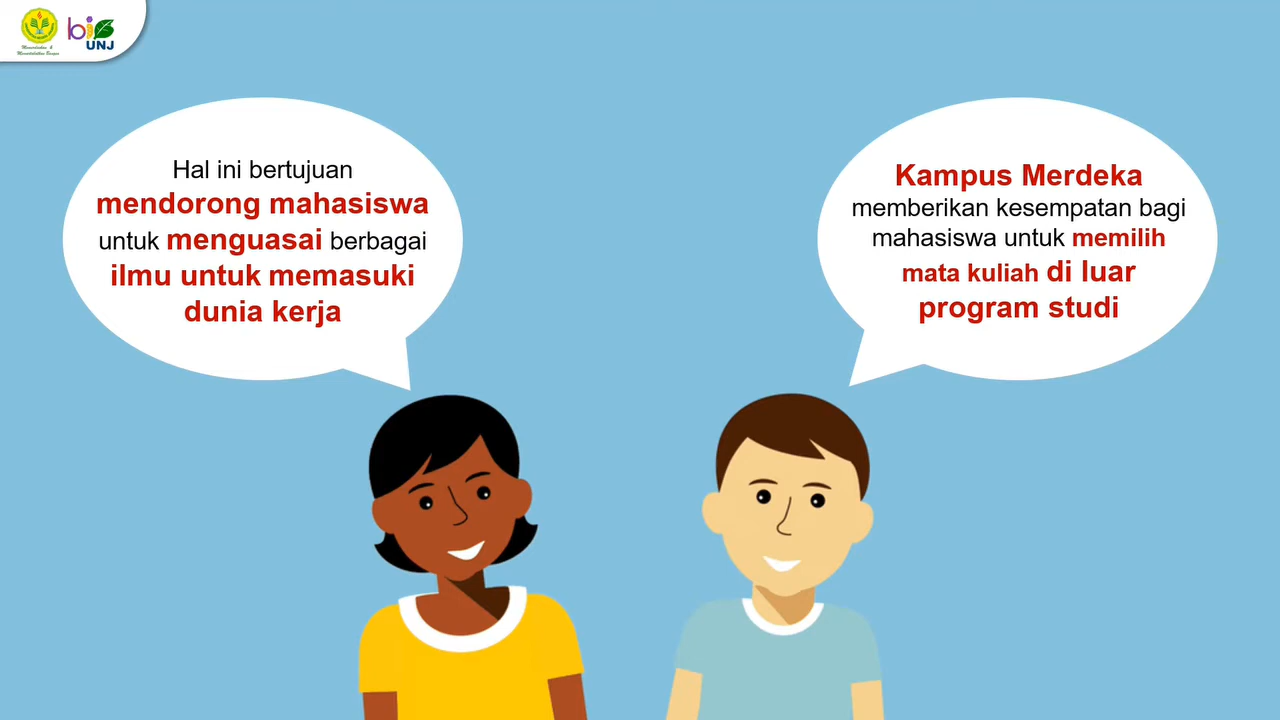 bio
UNJ
Hal ini bertujuan
mendorong mahasiswa
untuk menguasai berbagai
ilmu untuk memasuki
dunia kerja
Kampus Merdeka
memberikan kesempatan bagi
mahasiswa untuk memilih
mata kuliah di luar
program studi